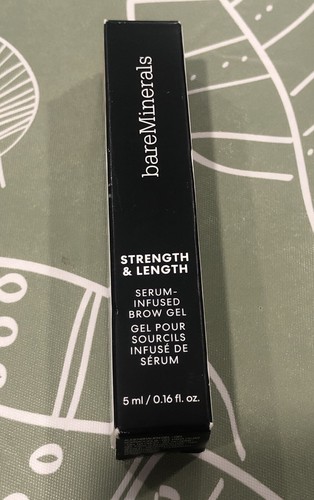 bareMinerals
STRENGTH
& LENGTH
SERUM-
INFUSED
BROW GEL
GEL POUR
SOURCILS
INFUSÉ DE
SÉRUM
5 ml / 0.16 fl. oz.